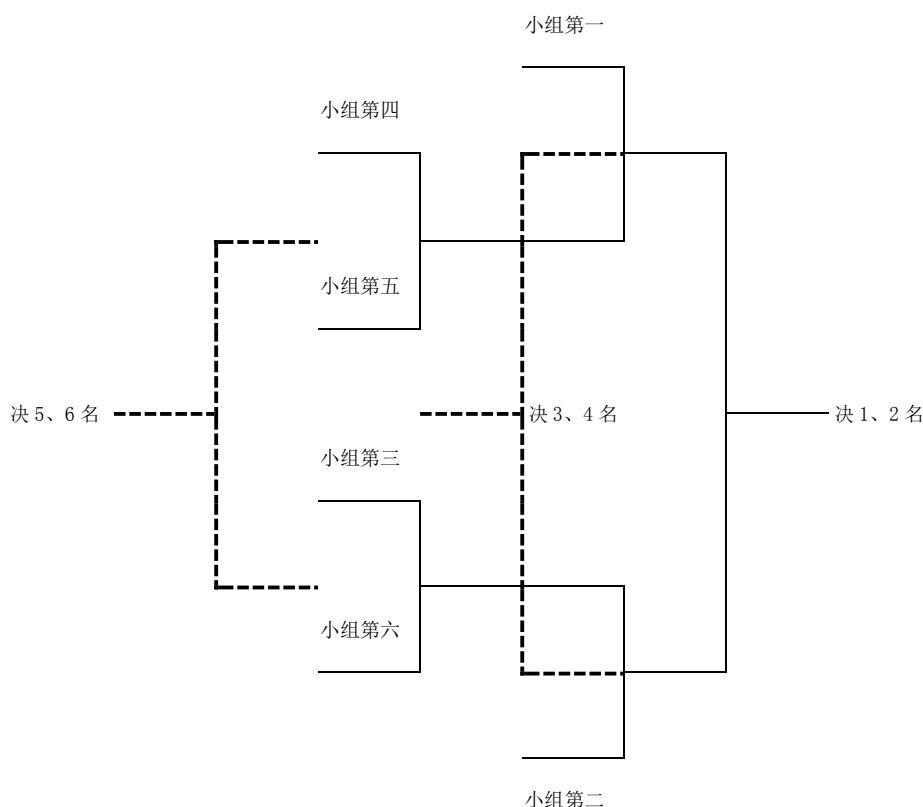 小组第一
小组第四
小组第五
决 5、6 名
决 3、4 名
决 1、2 名
小组第三
小组第六
小组第二